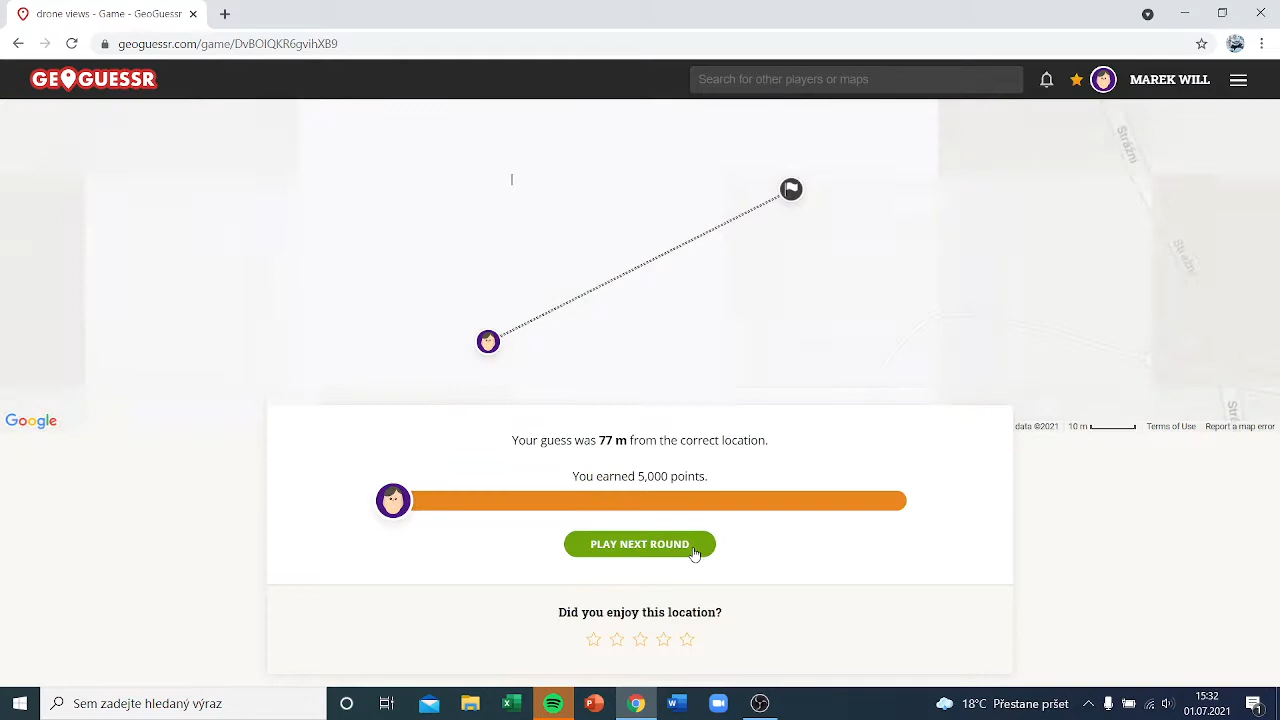 drone views - Game - GeoGuessr
geoguessr.com/game/DvBOlQKR6gvihXB9
GEOGUESSR
Search for other players or maps
MAREK WILL
Strážní
Strážní
Google
data ©2021 10 m Terms of Use Report a map error
Your guess was 77 m from the correct location.
You earned 5,000 points.
PLAY NEXT ROUND
Did you enjoy this location?
Sem zadejte hledaný výraz
18°C Přestane pršet
15:32
01.07.2021